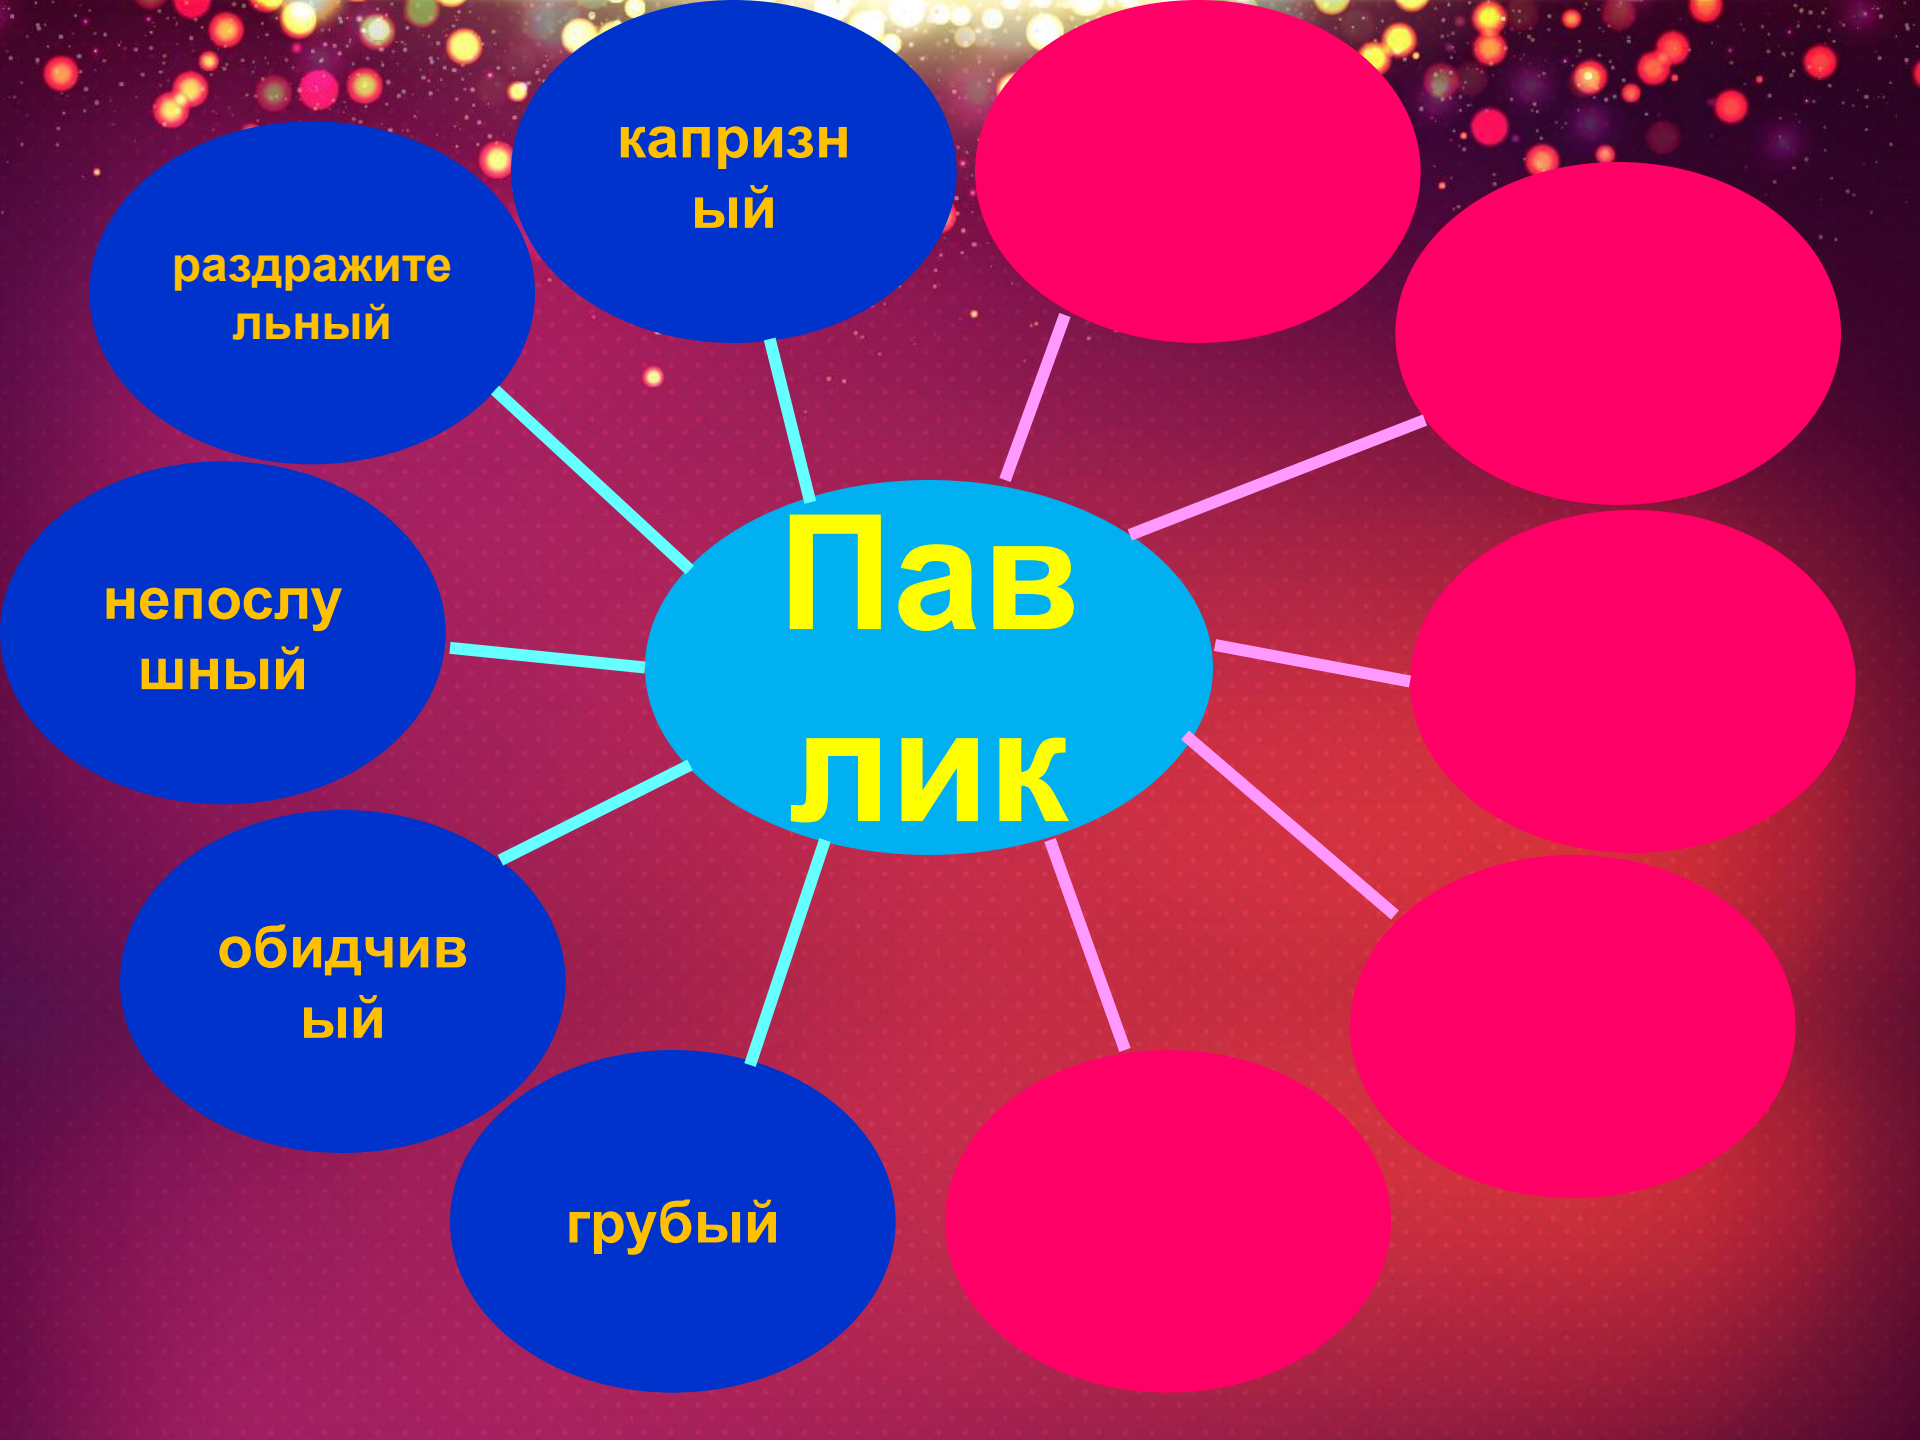 капризн
ый
раздражите
льный
непослу
шный
Пав
лик
обидчив
ый
грубый